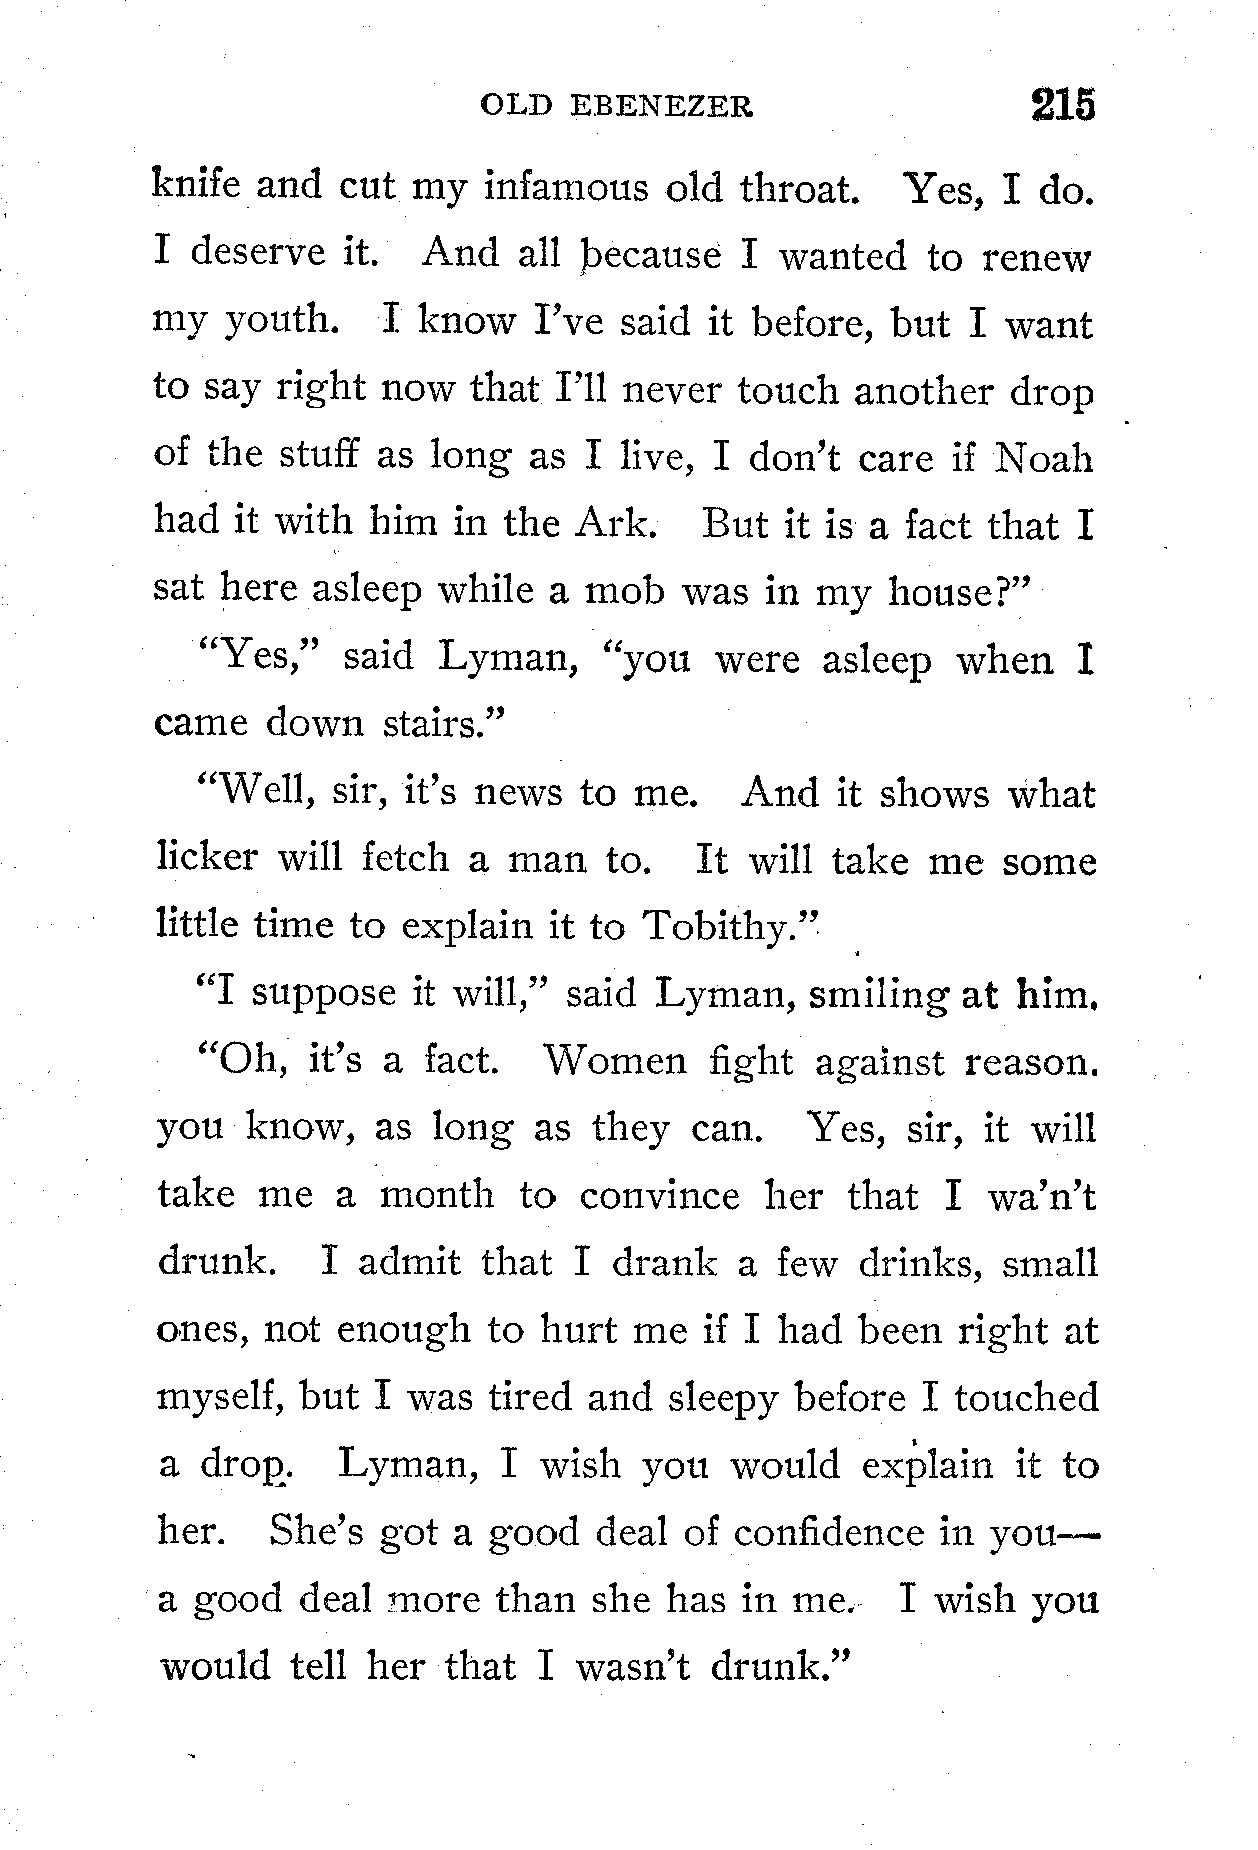 OLD EBENEZER 215
knife and cut my infamous old throat. Yes, I do.
I deserve it. And all because I wanted to renew
my youth. I know I've said it before, but I want
to say right now that I'll never touch another drop
of the stuff as long as I live, I don't care if Noah
had it with him in the Ark. But it is a fact that I
sat here asleep while a mob was in my house?”
“Yes,” said Lyman, “you were asleep when I
came down stairs.”
“Well, sir, it's news to me. And it shows what
licker will fetch a man to. It will take me some
little time to explain it to Tobithy.”
“I suppose it will,” said Lyman, smiling at him.
“Oh, it's a fact. Women fight against reason.
you know, as long as they can. Yes, sir, it will
take me a month to convince her that I wa'n't
drunk. I admit that I drank a few drinks, small
ones, not enough to hurt me if I had been right at
myself, but I was tired and sleepy before I touched
a drop. Lyman, I wish you would explain it to
her. She's got a good deal of confidence in you—
a good deal more than she has in me. I wish you
would tell her that I wasn't drunk.”